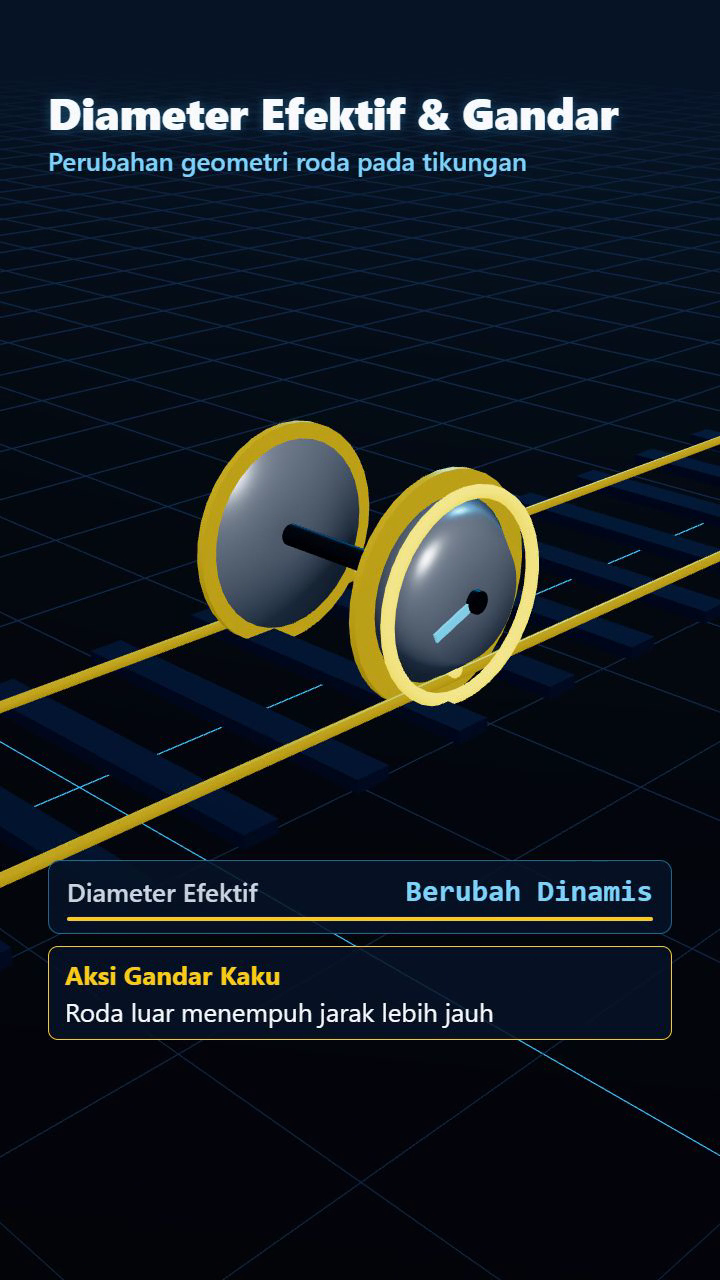 Diameter Efektif & Gandar
Perubahan geometri roda pada tikungan
Diameter Efektif
Berubah Dinamis
Aksi Gandar Kaku
Roda luar menempuh jarak lebih jauh